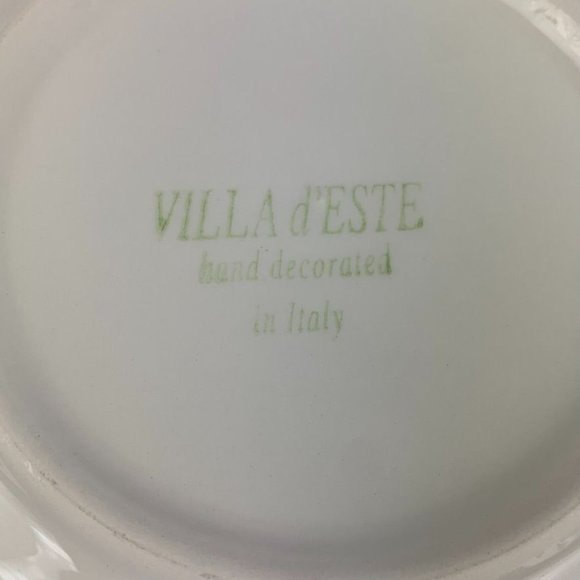 VILLA d'ESTE
hand decorated
in Italy